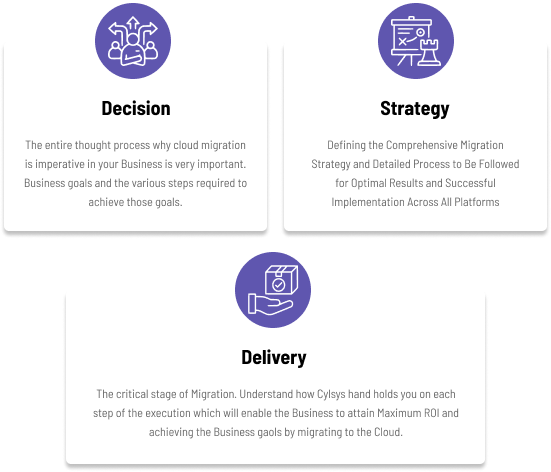 Decision
The entire thought process why cloud migration
is imperative in your Business is very important.
Business goals and the various steps required to
achieve those goals.
Strategy
Defining the Comprehensive Migration
Strategy and Detailed Process to Be Followed
for Optimal Results and Successful
Implementation Across All Platforms
Delivery
The critical stage of Migration. Understand how Cylsys hand holds you on each
step of the execution which will enable the Business to attain Maximum ROI and
achieving the Business gaols by migrating to the Cloud.